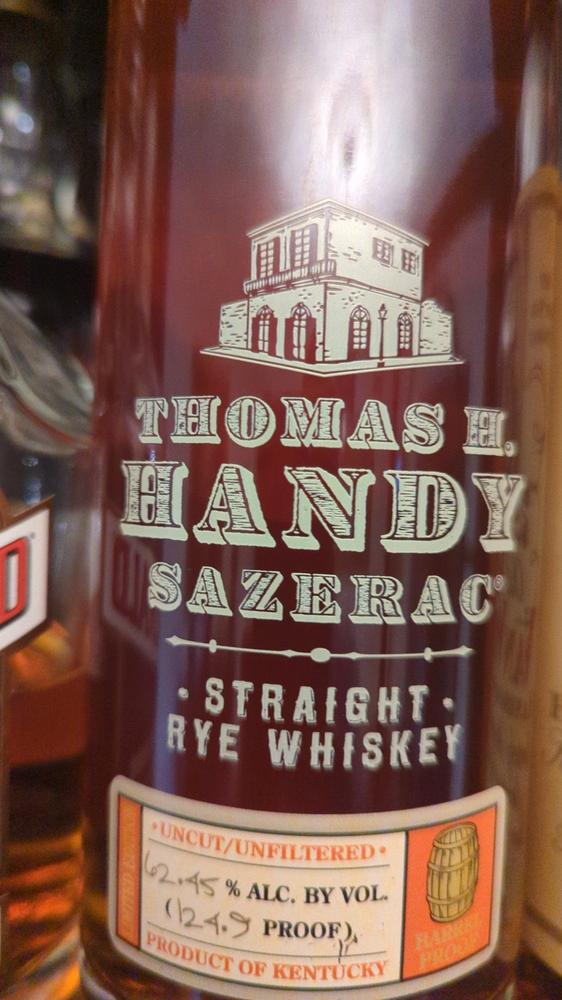 THOMAS H.
HANDY
SAZERAC®
· STRAIGHT ·
RYE WHISKEY
· UNCUT/UNFILTERED ·
62.45 % ALC. BY VOL.
(124.9 PROOF)
PRODUCT OF KENTUCKY
BARREL
PROOF